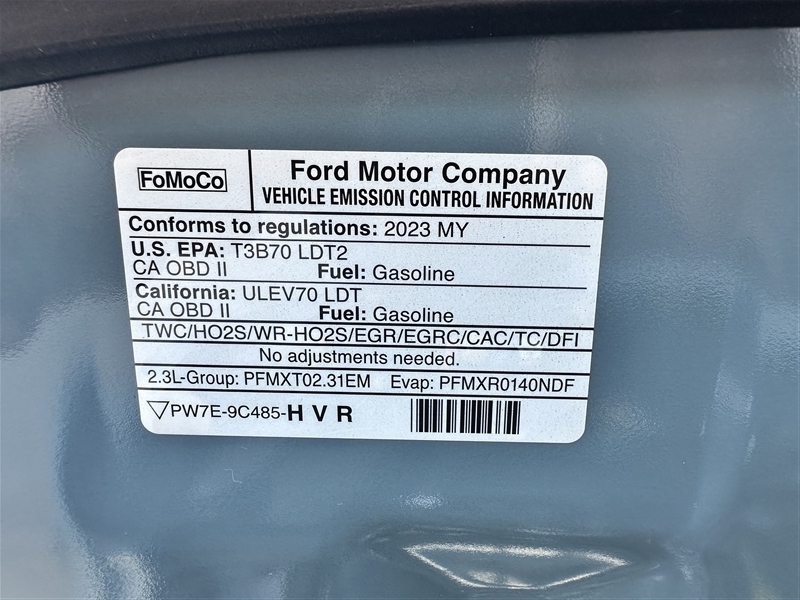 FoMoCo
Ford Motor Company
VEHICLE EMISSION CONTROL INFORMATION
Conforms to regulations: 2023 MY
U.S. EPA: T3B70 LDT2
CA OBD II Fuel: Gasoline
California: ULEV70 LDT
CA OBD II Fuel: Gasoline
TWC/HO2S/WR-HO2S/EGR/EGRC/CAC/TC/DFI
No adjustments needed.
2.3L-Group: PFMXT02.31EM Evap: PFMXR0140NDF
PW7E-9C485-H V R